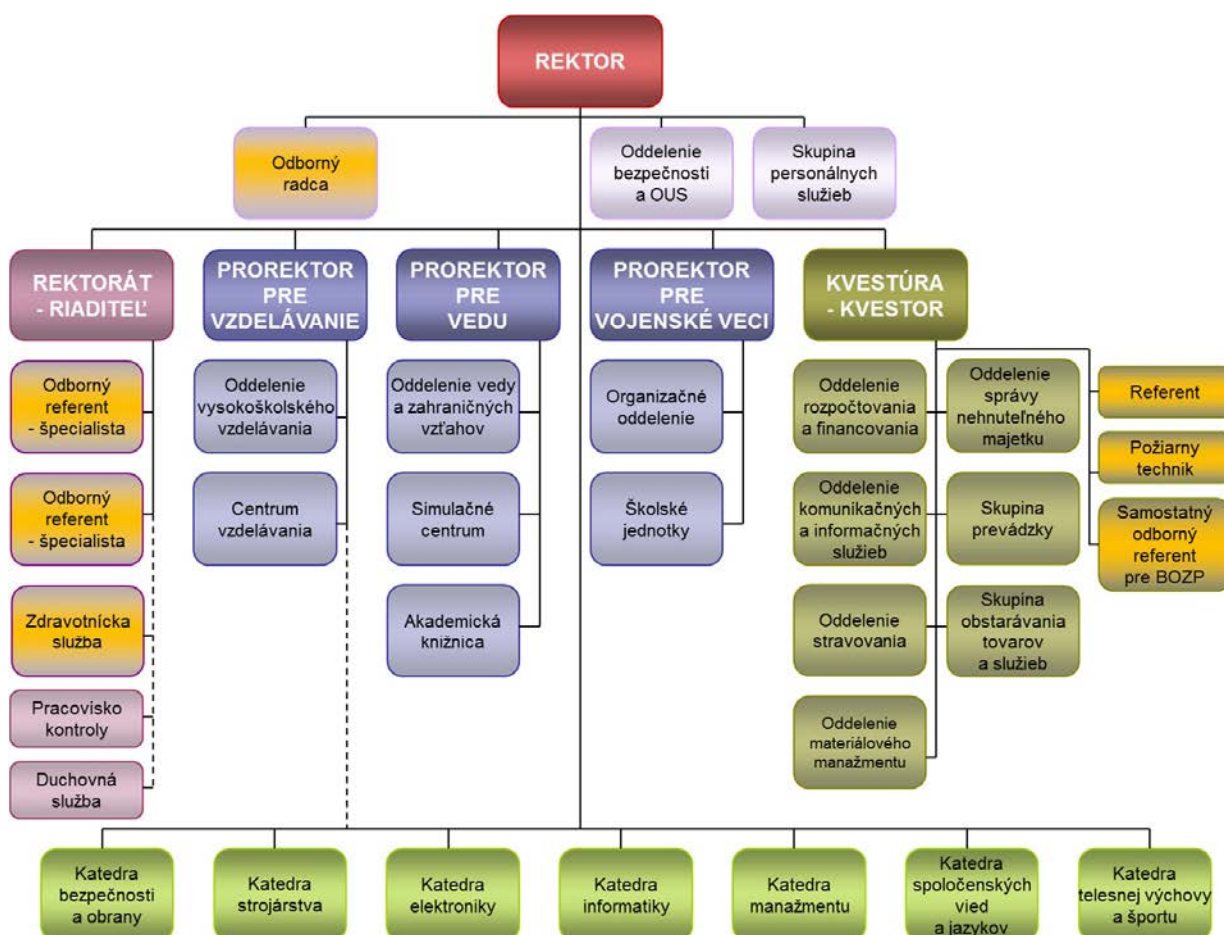 REKTOR
Odborný
radca
Oddelenie
bezpečnosti
a OUS
Skupina
personálnych
služieb
REKTORÁT
- RIADITEĽ
PROREKTOR
PRE
VZDELÁVANIE
PROREKTOR
PRE
VEDU
PROREKTOR
PRE
VOJENSKÉ VECI
KVESTÚRA
- KVESTOR
Odborný
referent
- špecialista
Oddelenie
vysokoškolského
vzdelávania
Oddelenie vedy
a zahraničných
vzťahov
Organizačné
oddelenie
Oddelenie
rozpočtovania
a financovania
Oddelenie
správy
nehnuteľného
majetku
Referent
Požiarny
technik
Odborný
referent
- špecialista
Centrum
vzdelávania
Simulačné
centrum
Školské
jednotky
Oddelenie
komunikačných
a informačných
služieb
Skupina
prevádzky
Samostatný
odborný
referent
pre BOZP
Zdravotnícka
služba
Akademická
knižnica
Oddelenie
stravovania
Skupina
obstarávania
tovarov
a služieb
Pracovisko
kontroly
Oddelenie
materiálového
manažmentu
Duchovná
služba
Katedra
bezpečnosti
a obrany
Katedra
strojárstva
Katedra
elektroniky
Katedra
informatiky
Katedra
manažmentu
Katedra
spoločenských
vied
a jazykov
Katedra
telesnej výchovy
a športu